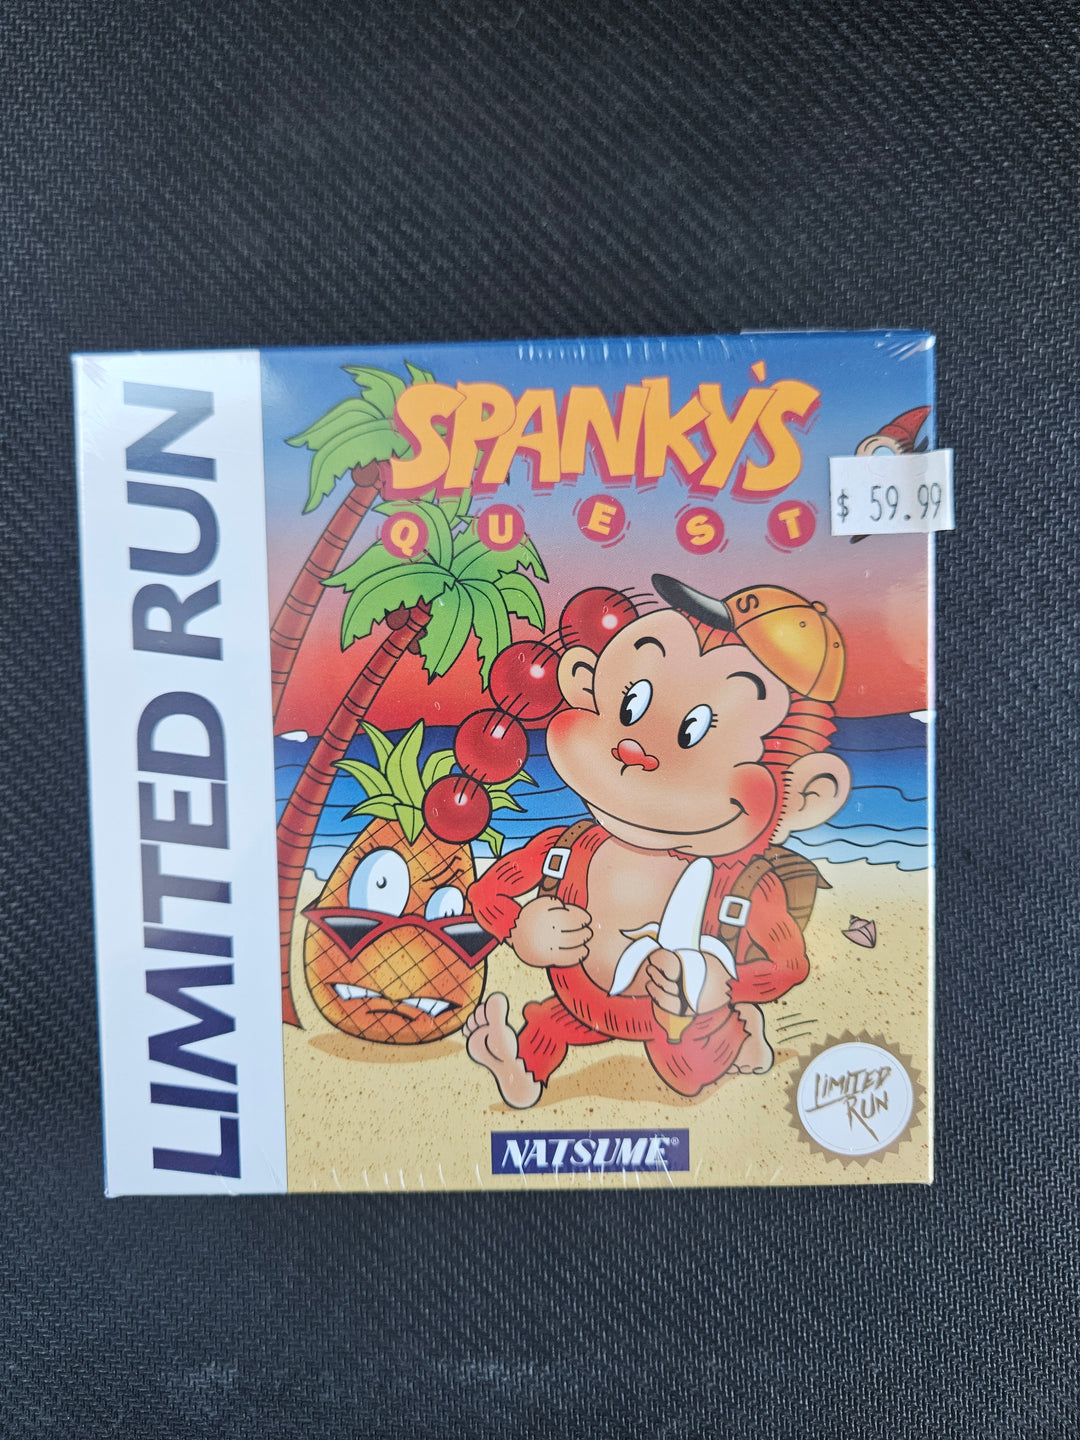 LIMITED RUN
SPANKY'S
QUEST
$ 59.99
S
LIMITED
RUN
NATSUME®